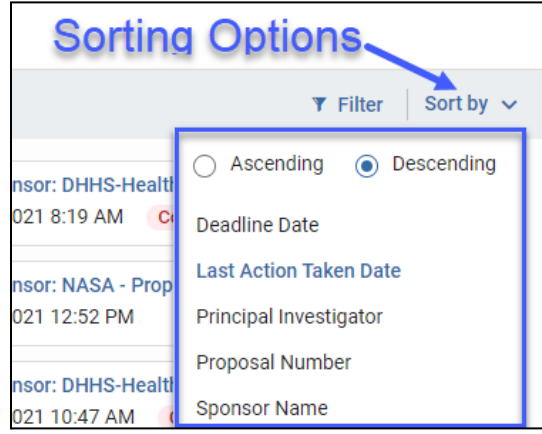 Sorting Options
Filter Sort by
Ascending Descending
nsor: DHHS-Healt
021 8:19 AM
Deadline Date
Last Action Taken Date
nsor: NASA - Prop
021 12:52 PM
Principal Investigator
Proposal Number
nsor: DHHS-Healt
021 10:47 AM
Sponsor Name